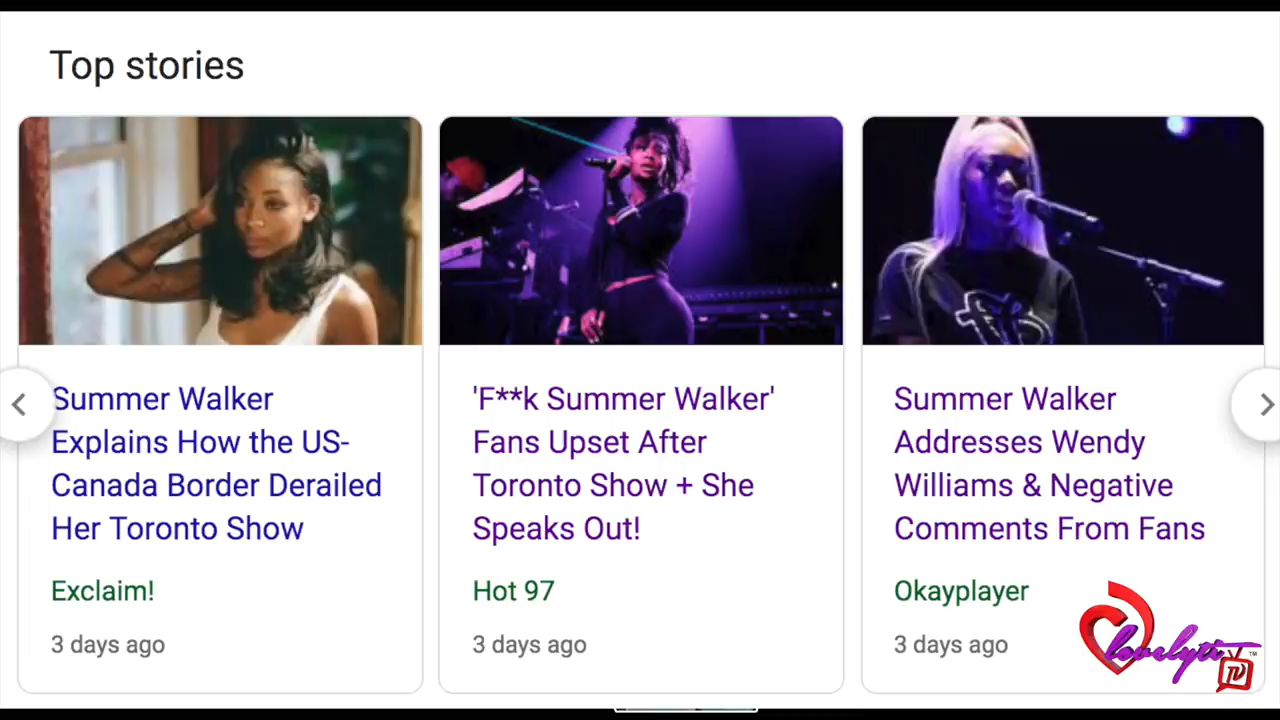 Top stories
Summer Walker
Explains How the US-
Canada Border Derailed
Her Toronto Show
Exclaim!
3 days ago
'F**k Summer Walker'
Fans Upset After
Toronto Show + She
Speaks Out!
Hot 97
3 days ago
Summer Walker
Addresses Wendy
Williams & Negative
Comments From Fans
Okayplayer
3 days ago
lovelyti
TV